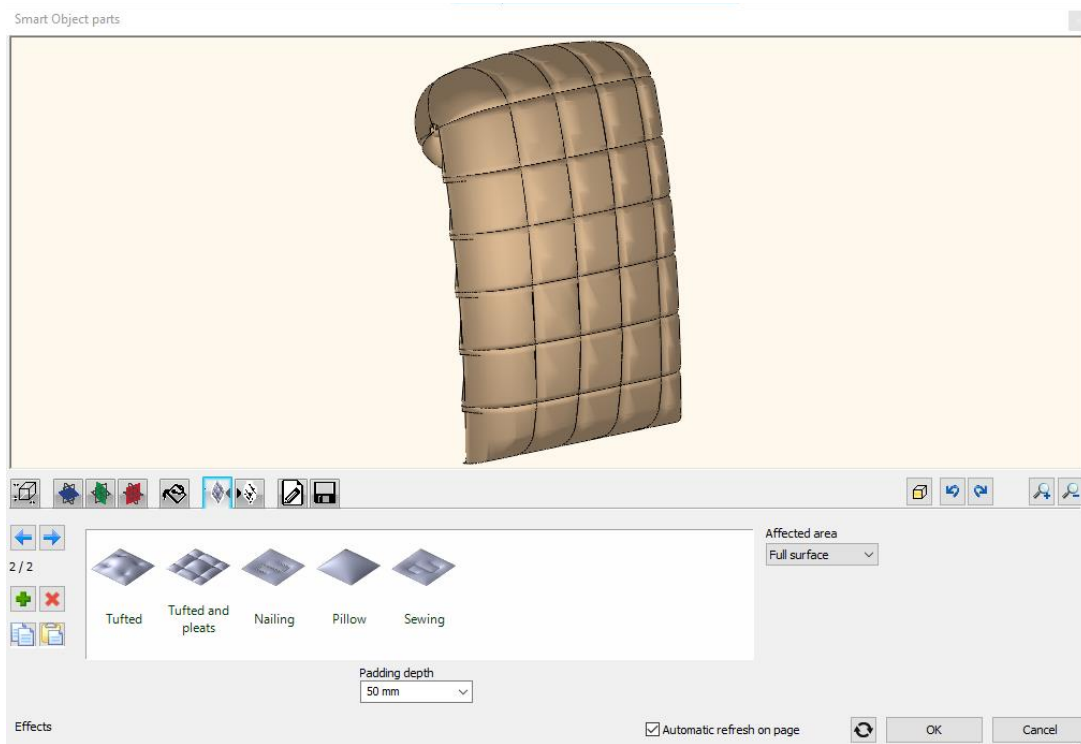 Smart Object parts
2 / 2
Tufted
Tufted and
pleats
Nailing
Pillow
Sewing
Affected area
Full surface
Padding depth
50 mm
Effects
Automatic refresh on page
OK
Cancel